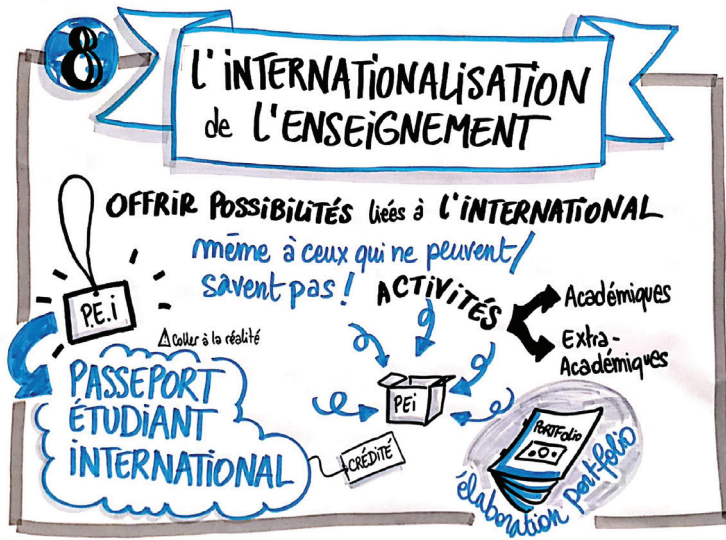 8
L'iNTERNATiONALiSATiON
de L'ENSEiGNEMENT
OFFRiR POSSiBiLiTÉS liées à L'iNTERNATiONAL
même à ceux qui ne peuvent/
savent pas !
ACTiViTÉS
Académiques
Extra-
Académiques
P.E.i
⚠ Coller à la réalité
PASSEPORT
ÉTUDiANT
iNTERNATiONAL
CRÉDiTÉ
PEi
PORTFolio
élaboration portfolio